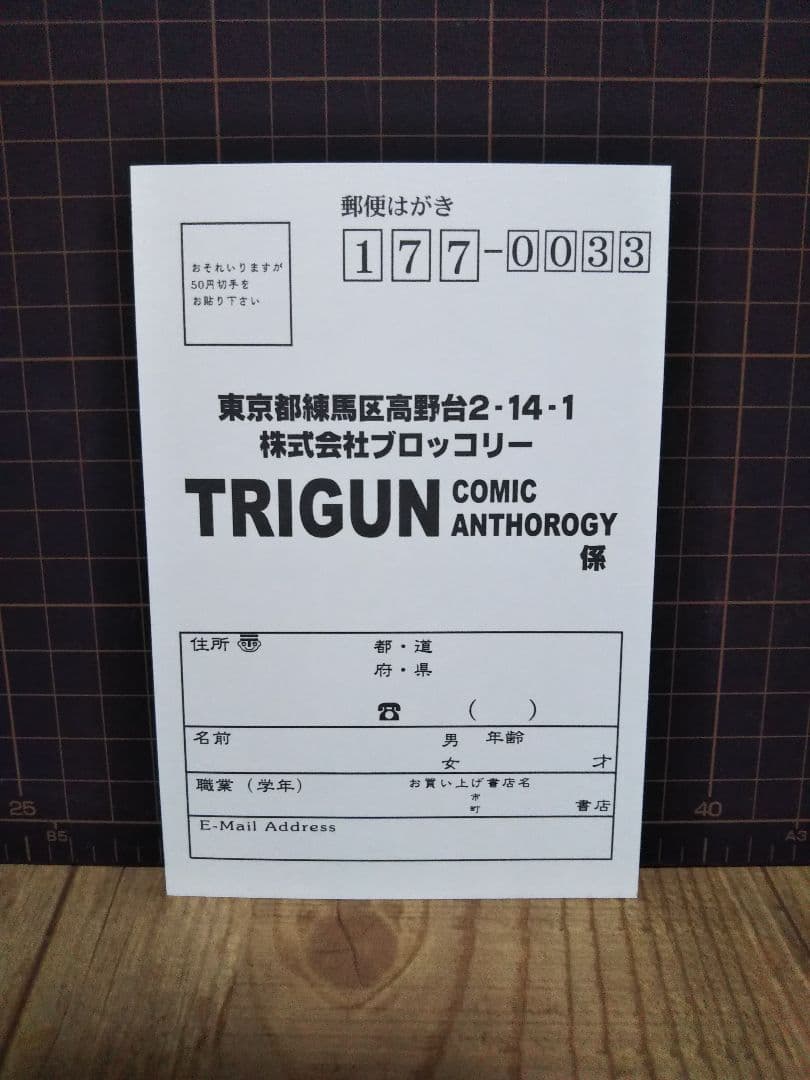 郵便はがき
177-0033
おそれいりますが
50円切手を
お貼り下さい
東京都練馬区高野台2-14-1
株式会社ブロッコリー
TRIGUN COMIC
ANTHOROGY
係
住所 〠 都・道
府・県
☎ ( )
名前 男 年齢
女 才
職業(学年) お買い上げ書店名
市
町 書店
E-Mail Address
25
B5
40
A3